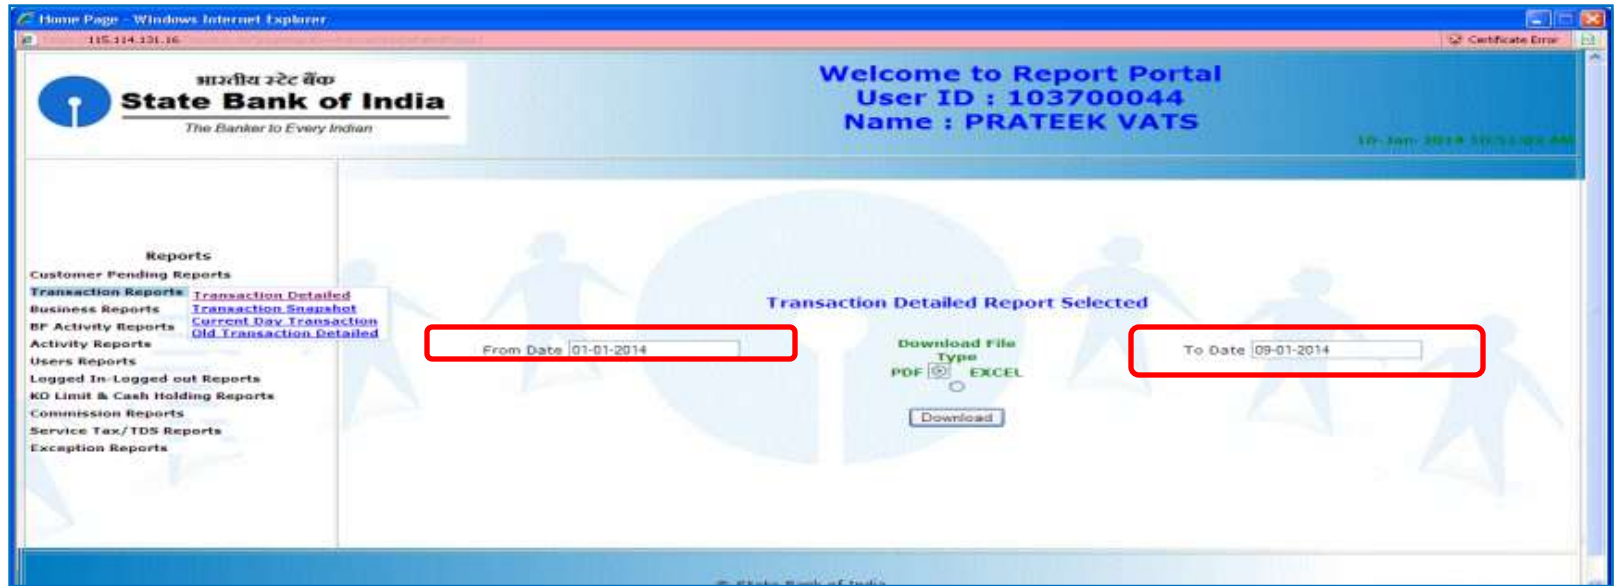 Home Page - Windows Internet Explorer
115.114.131.16
Certificate Error
भारतीय स्टेट बैंक
State Bank of India
The Banker to Every Indian
Welcome to Report Portal
User ID : 103700044
Name : PRATEEK VATS
Reports
Customer Pending Reports
Transaction Reports
Business Reports
BF Activity Reports
Activity Reports
Users Reports
Logged In-Logged out Reports
KO Limit & Cash Holding Reports
Commission Reports
Service Tax/TDS Reports
Exception Reports
Transaction Detailed
Transaction Snapshot
Current Day Transaction
Old Transaction Detailed
Transaction Detailed Report Selected
From Date 01-01-2014
Download File
Type
PDF EXCEL
To Date 09-01-2014
Download
© State Bank of India